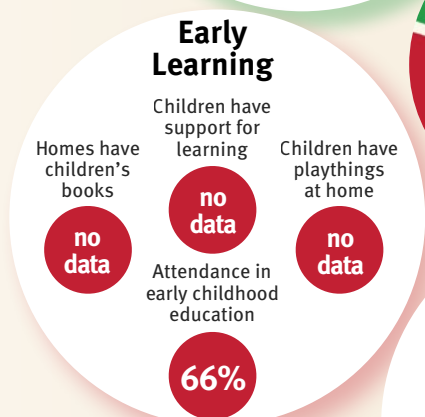 Early
Learning
Children have
support for
learning
no
data
Homes have
children's
books
no
data
Children have
playthings
at home
no
data
Attendance in
early childhood
education
66%